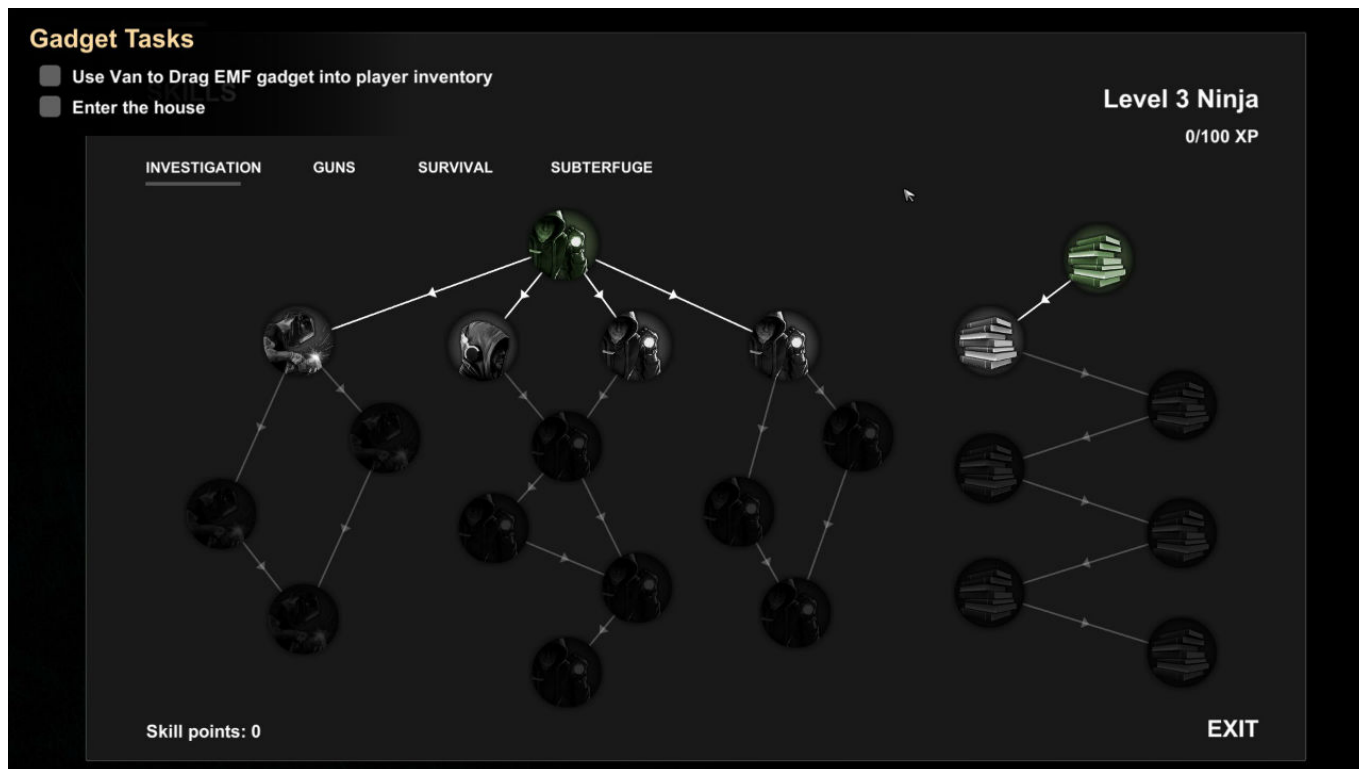 Gadget Tasks
Use Van to Drag EMF gadget into player inventory
SKILLS
Enter the house
Level 3 Ninja
0/100 XP
INVESTIGATION GUNS SURVIVAL SUBTERFUGE
Skill points: 0
EXIT